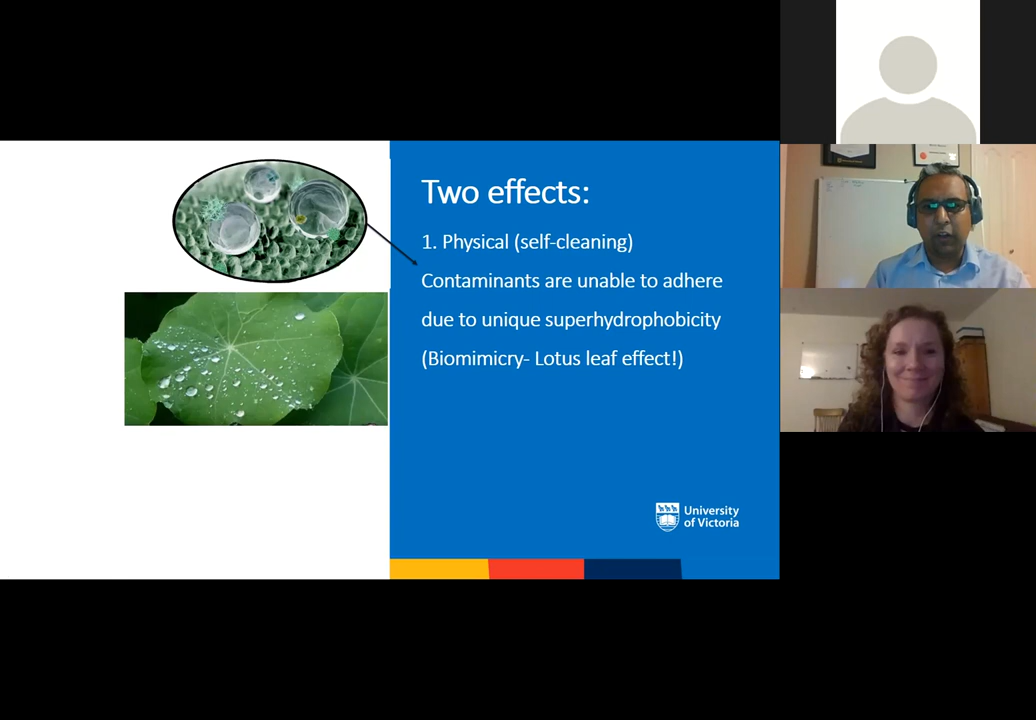 Two effects:
1. Physical (self-cleaning)
Contaminants are unable to adhere
due to unique superhydrophobicity
(Biomimicry- Lotus leaf effect!)
University
of Victoria